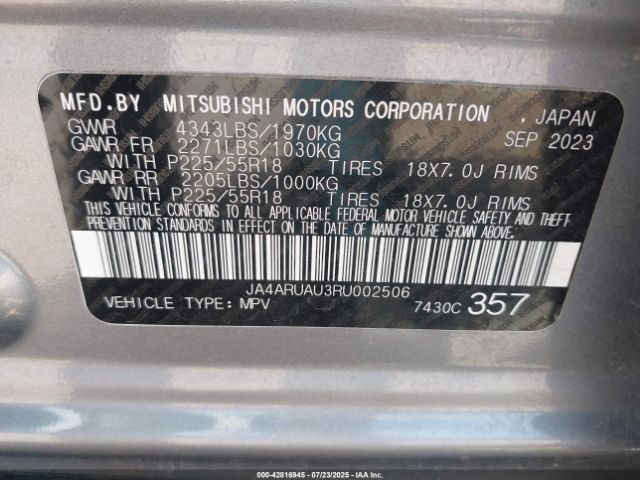 MFD.BY MITSUBISHI MOTORS CORPORATION , JAPAN
GVWR 4343LBS/1970KG SEP 2023
GAWR FR 2271LBS/1030KG
WITH P225/55R18 TIRES 18X7.0J RIMS
GAWR RR 2205LBS/1000KG
WITH P225/55R18 TIRES 18X7.0J RIMS
THIS VEHICLE CONFORMS TO ALL APPLICABLE FEDERAL MOTOR VEHICLE SAFETY AND THEFT
PREVENTION STANDARDS IN EFFECT ON THE DATE OF MANUFACTURE SHOWN ABOVE.
JA4ARUAU3RU002506
VEHICLE TYPE: MPV 7430C 357
000-42816945 - 07/23/2025 - IAAI.COM